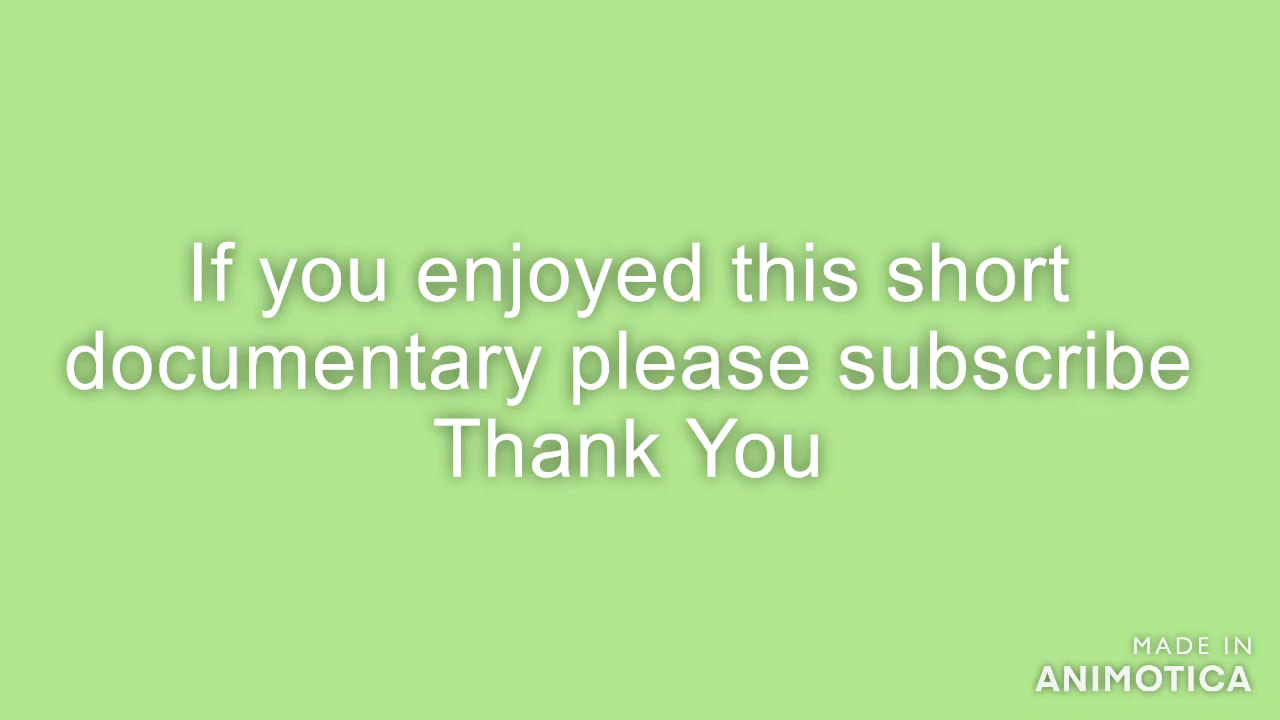 If you enjoyed this short
documentary please subscribe
Thank You
MADE IN
ANIMOTICA